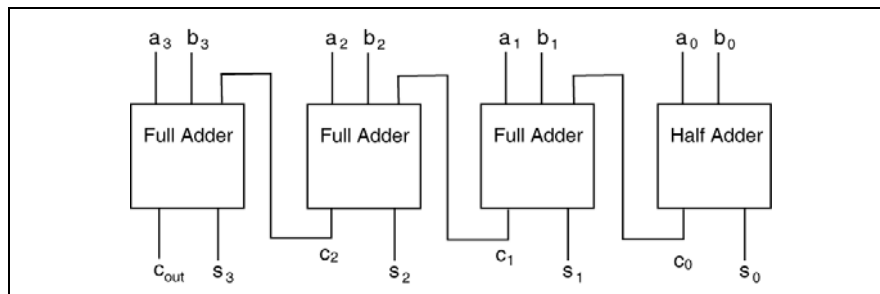 a3 b3 a2 b2 a1 b1 a0 b0
Full Adder Full Adder Full Adder Half Adder
cout s3 c2 s2 c1 s1 c0 s0